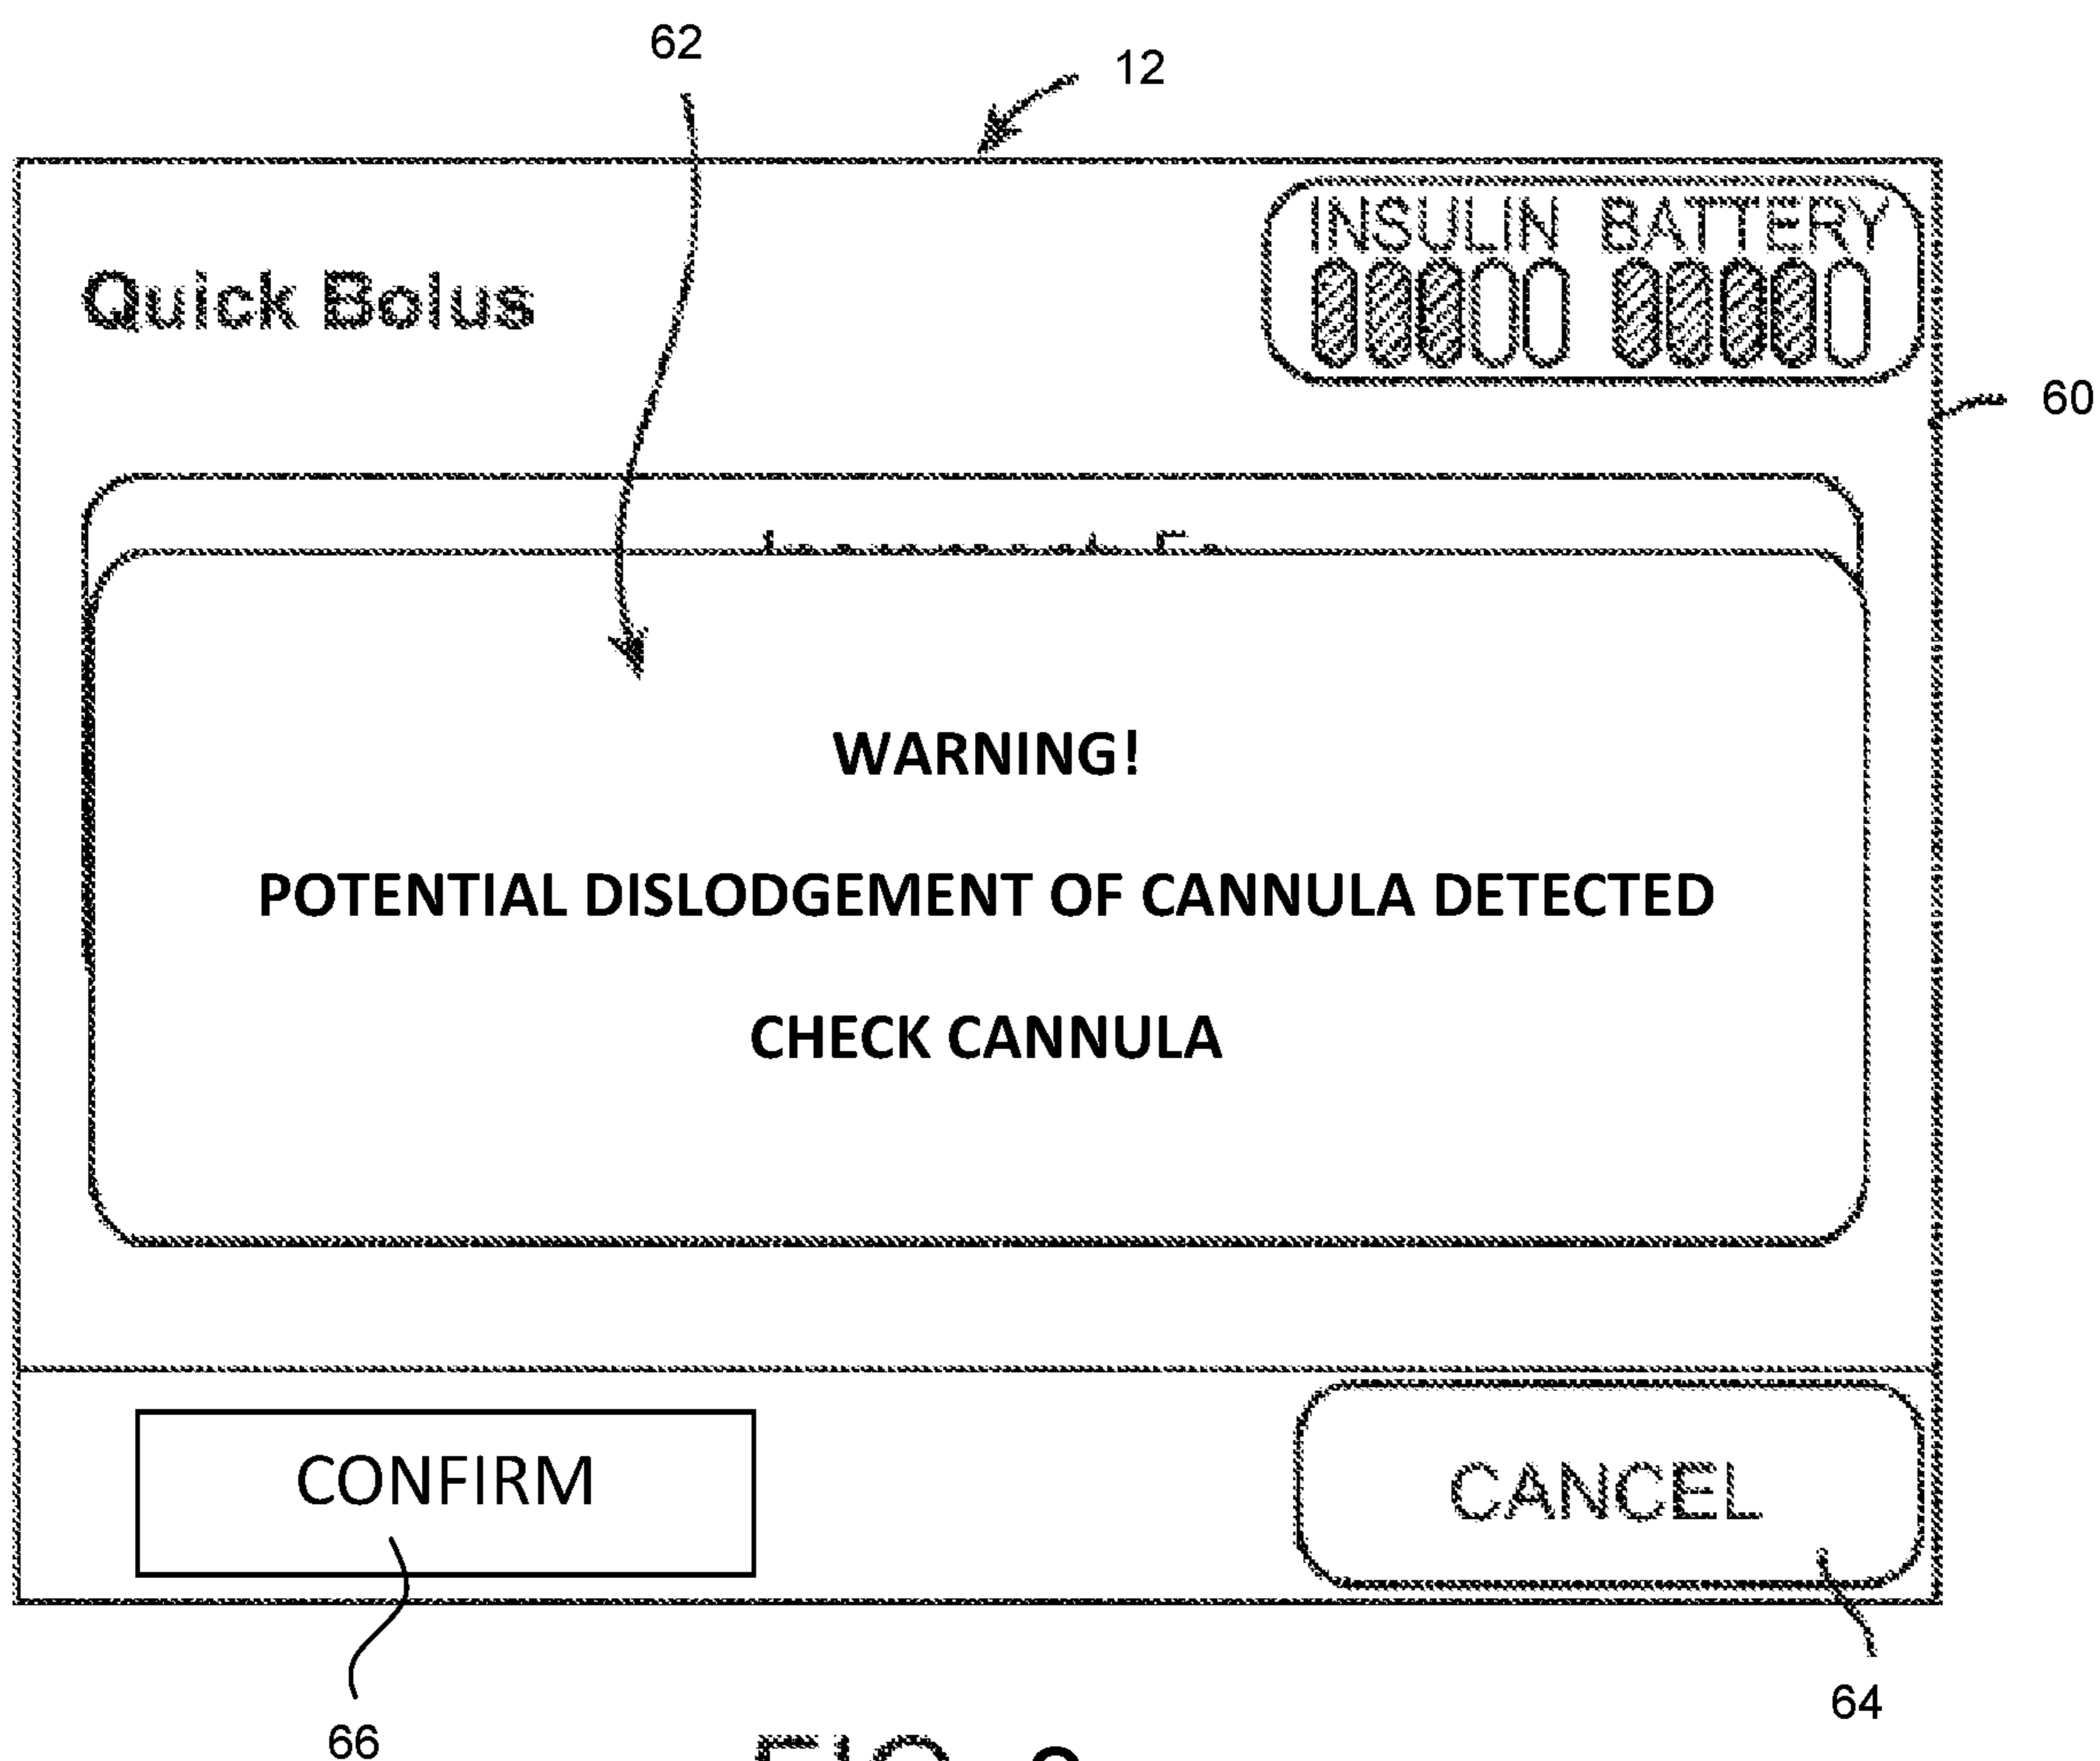 62
12
INSULIN BATTERY
Quick Bolus
60
WARNING!
POTENTIAL DISLODGEMENT OF CANNULA DETECTED
CHECK CANNULA
CONFIRM
CANCEL
64
66